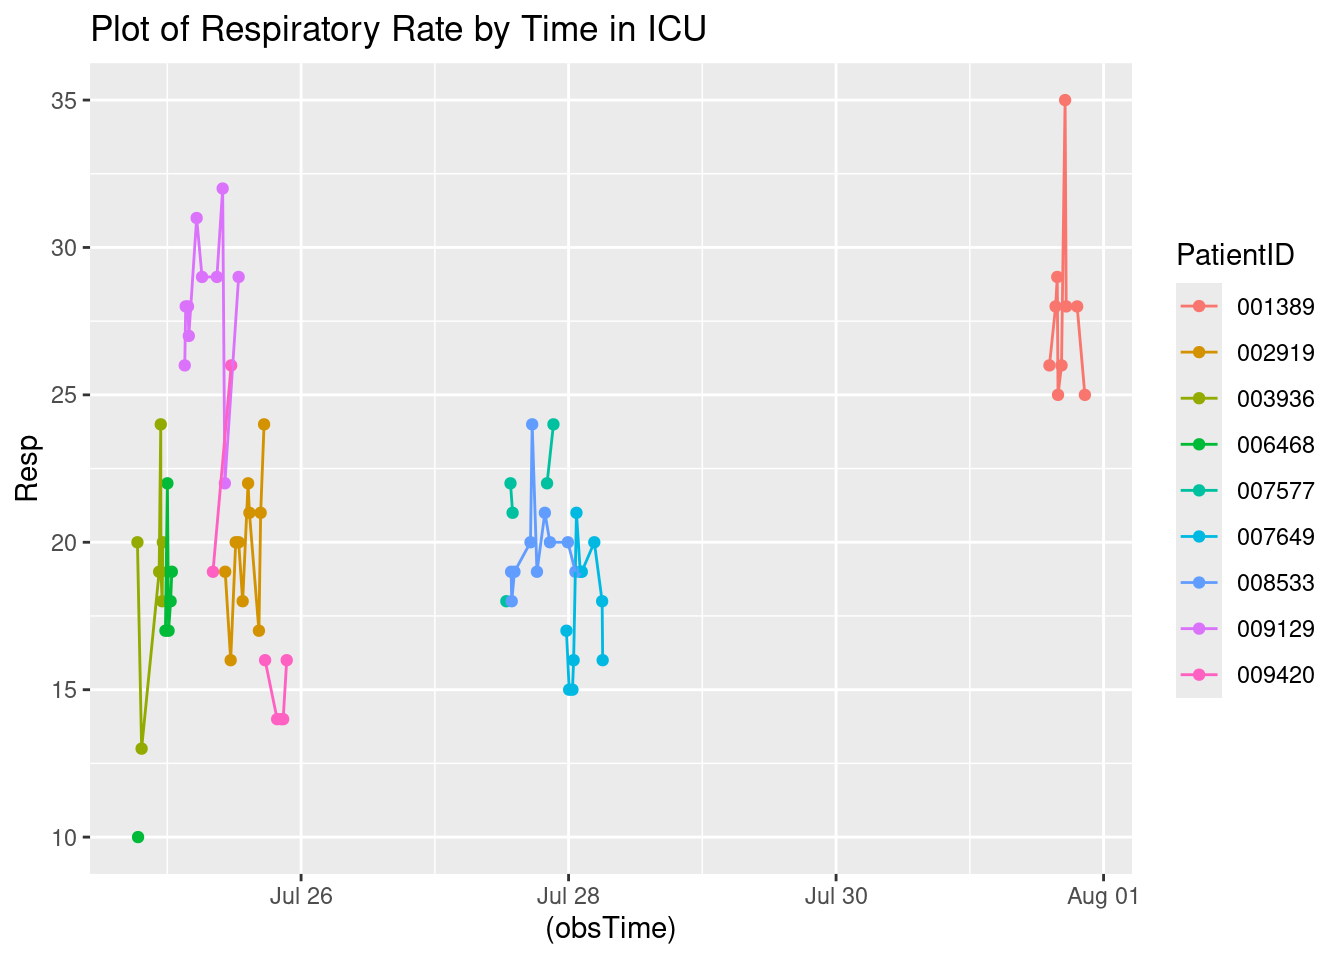 Plot of Respiratory Rate by Time in ICU
35
30
25
20
15
10
Resp
Jul 26
Jul 28
Jul 30
Aug 01
(obsTime)
PatientID
001389
002919
003936
006468
007577
007649
008533
009129
009420